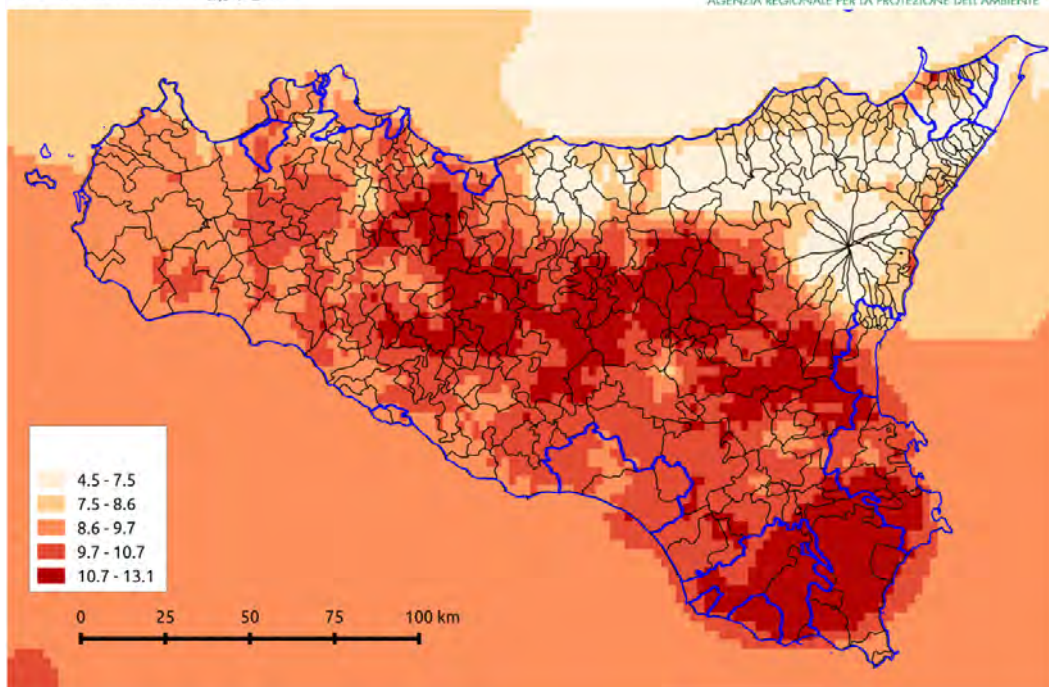 AGENZIA REGIONALE PER LA PROTEZIONE DELL'AMBIENTE
4.5 - 7.5
7.5 - 8.6
8.6 - 9.7
9.7 - 10.7
10.7 - 13.1
0 25 50 75 100 km